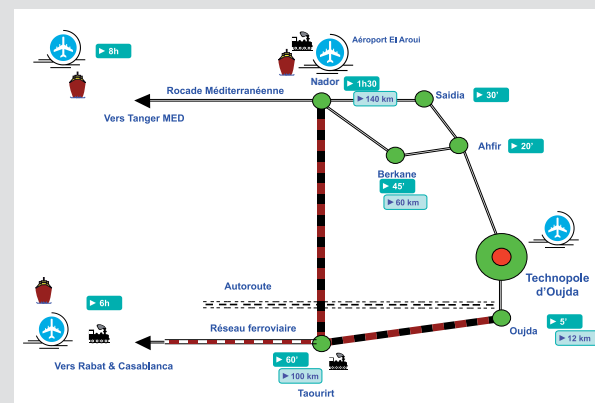 Aéroport El Aroui
► 8h
Nador
► 1h30
► 140 km
Rocade Méditerranéenne
Saidia
► 30'
Vers Tanger MED
Ahfir
► 20'
Berkane
► 45'
► 60 km
Technopole
d'Oujda
Autoroute
► 6h
Réseau ferroviaire
Oujda
► 5'
► 12 km
Vers Rabat & Casablanca
► 60'
► 100 km
Taourirt